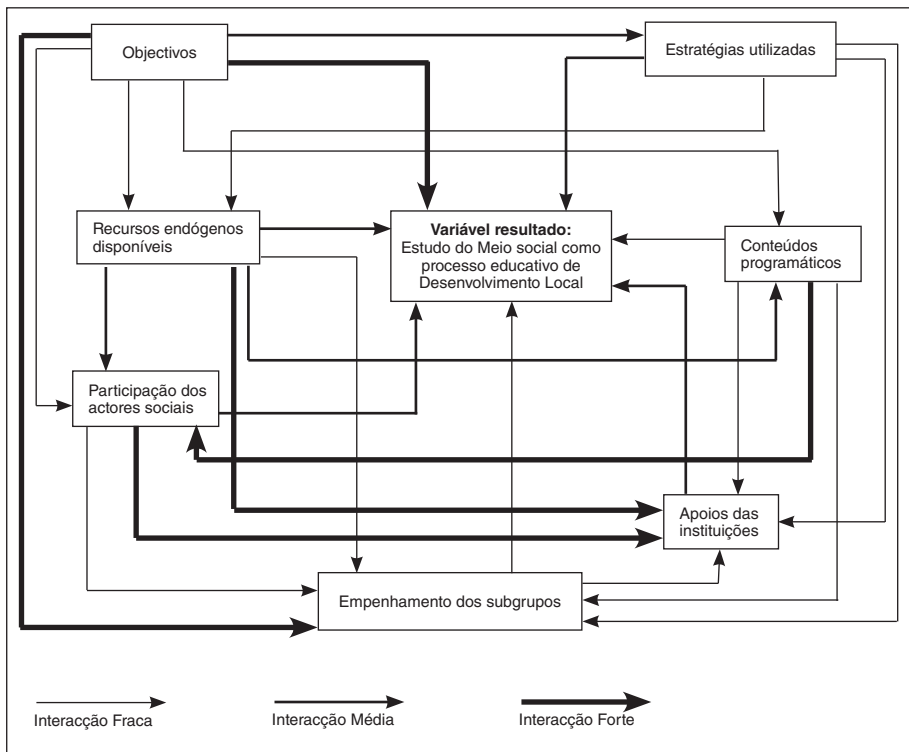 Objectivos
Estratégias utilizadas
Recursos endógenos
disponíveis
Variável resultado:
Estudo do Meio social como
processo educativo de
Desenvolvimento Local
Conteúdos
programáticos
Participação dos
actores sociais
Apoios das
instituições
Empenhamento dos subgrupos
Interacção Fraca
Interacção Média
Interacção Forte